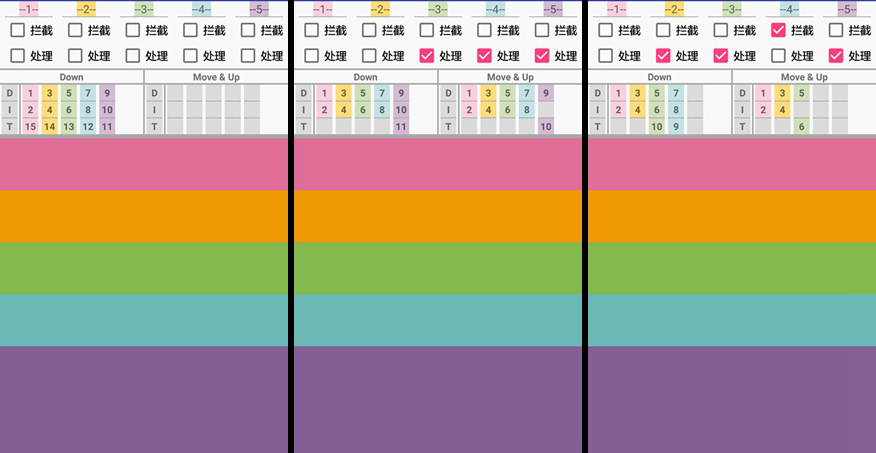 --1-- --2-- --3-- --4-- --5--
拦截 拦截 拦截 拦截 拦截
处理 处理 处理 处理 处理
Down Move & Up
D 1 3 5 7 9 D
I 2 4 6 8 10 I
T 15 14 13 12 11 T
--1-- --2-- --3-- --4-- --5--
拦截 拦截 拦截 拦截 拦截
处理 处理 处理 处理 处理
Down Move & Up
D 1 3 5 7 9 D 1 3 5 7 9
I 2 4 6 8 10 I 2 4 6 8
T 11 T 10
--1-- --2-- --3-- --4-- --5--
拦截 拦截 拦截 拦截 拦截
处理 处理 处理 处理 处理
Down Move & Up
D 1 3 5 7 D 1 3 5
I 2 4 6 8 I 2 4
T 10 9 T 6